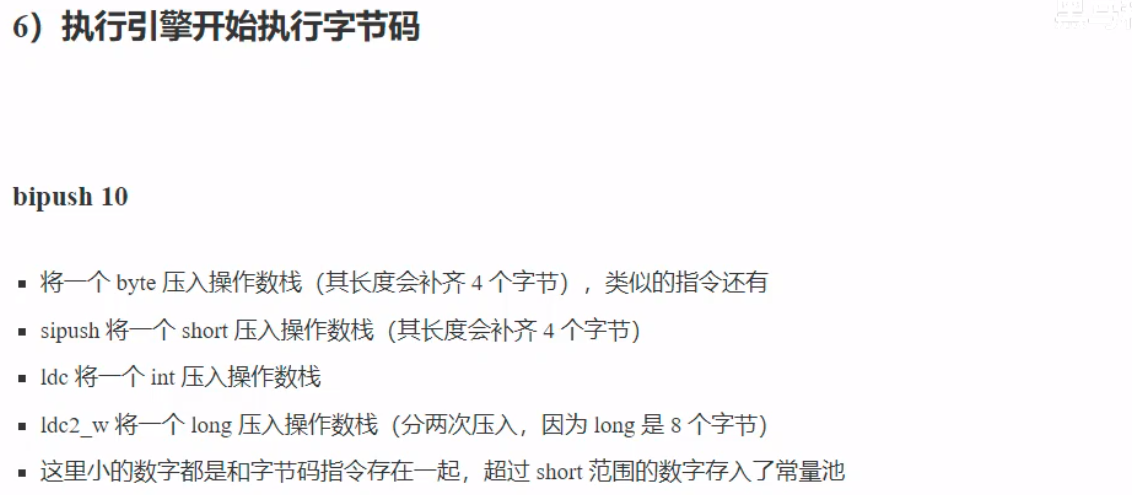 6）执行引擎开始执行字节码
bipush 10
将一个 byte 压入操作数栈（其长度会补齐 4 个字节），类似的指令还有
sipush 将一个 short 压入操作数栈（其长度会补齐 4 个字节）
ldc 将一个 int 压入操作数栈
ldc2_w 将一个 long 压入操作数栈（分两次压入，因为 long 是 8 个字节）
这里小的数字都是和字节码指令存在一起，超过 short 范围的数字存入了常量池